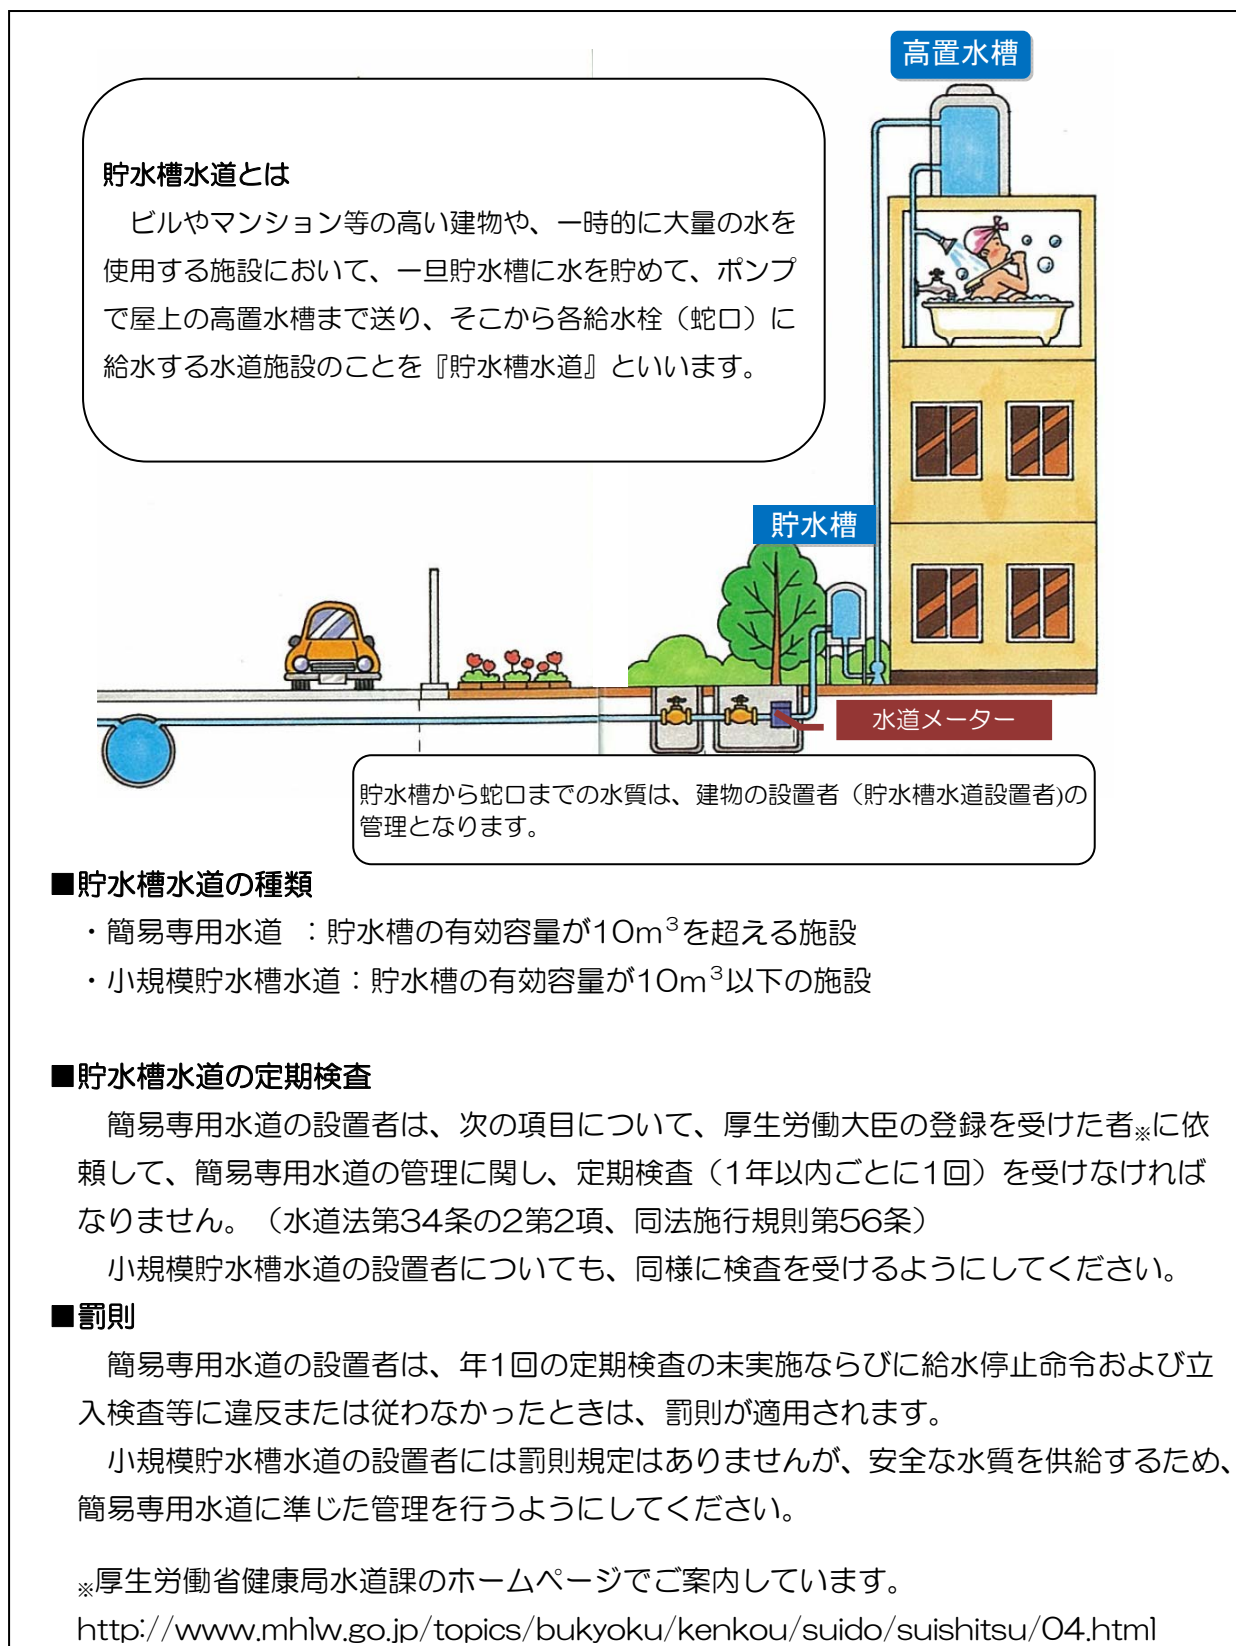 高置水槽
貯水槽水道とは
　ビルやマンション等の高い建物や、一時的に大量の水を
使用する施設において、一旦貯水槽に水を貯めて、ポンプ
で屋上の高置水槽まで送り、そこから各給水栓（蛇口）に
給水する水道施設のことを『貯水槽水道』といいます。
貯水槽
水道メーター
貯水槽から蛇口までの水質は、建物の設置者（貯水槽水道設置者)の
管理となります。
■貯水槽水道の種類
・簡易専用水道　：貯水槽の有効容量が10m³を超える施設
・小規模貯水槽水道：貯水槽の有効容量が10m³以下の施設
■貯水槽水道の定期検査
　簡易専用水道の設置者は、次の項目について、厚生労働大臣の登録を受けた者※に依
頼して、簡易専用水道の管理に関し、定期検査（1年以内ごとに1回）を受けなければ
なりません。（水道法第34条の2第2項、同法施行規則第56条）
　小規模貯水槽水道の設置者についても、同様に検査を受けるようにしてください。
■罰則
　簡易専用水道の設置者は、年1回の定期検査の未実施ならびに給水停止命令および立
入検査等に違反または従わなかったときは、罰則が適用されます。
　小規模貯水槽水道の設置者には罰則規定はありませんが、安全な水質を供給するため、
簡易専用水道に準じた管理を行うようにしてください。
※厚生労働省健康局水道課のホームページでご案内しています。
http://www.mhlw.go.jp/topics/bukyoku/kenkou/suido/suishitsu/04.html